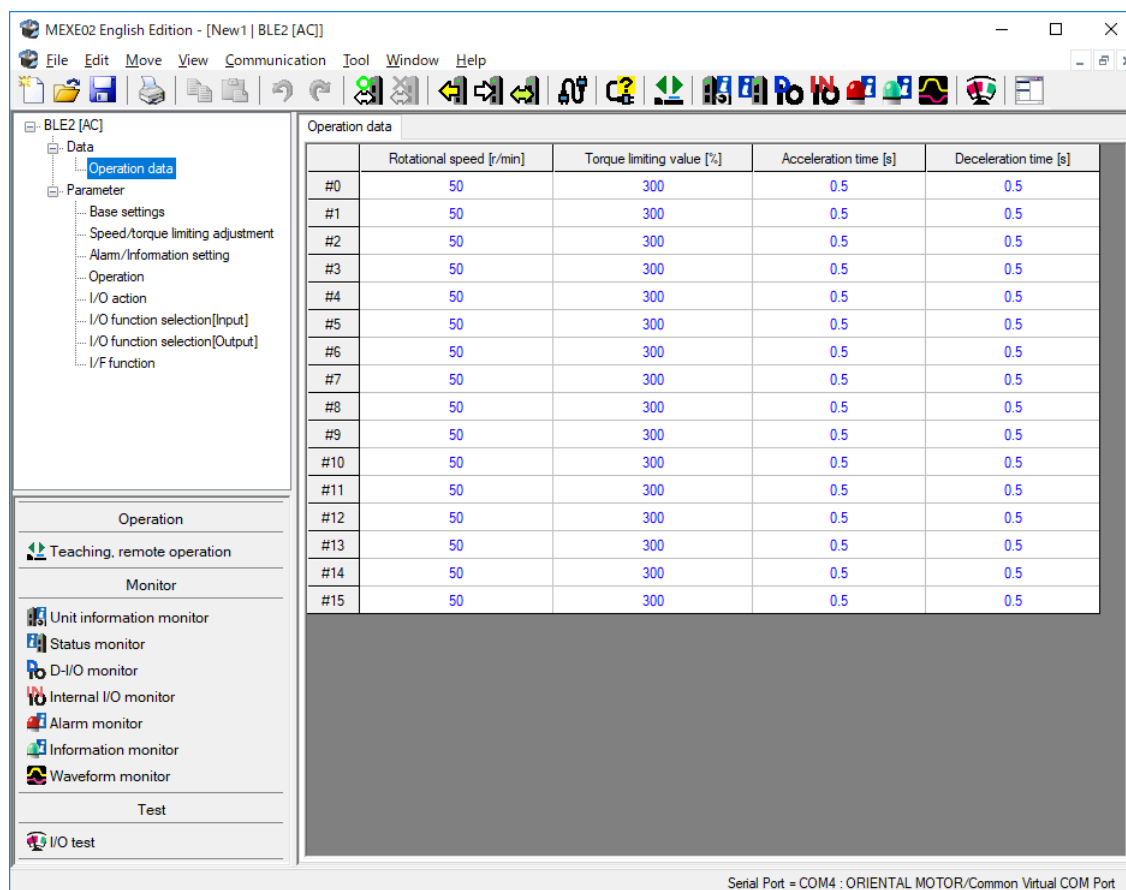 MEXE02 English Edition - [New1 | BLE2 [AC]]
File Edit Move View Communication Tool Window Help
BLE2 [AC]
Data
Operation data
Parameter
Base settings
Speed/torque limiting adjustment
Alarm/Information setting
Operation
I/O action
I/O function selection[Input]
I/O function selection[Output]
I/F function
Operation
Teaching, remote operation
Monitor
Unit information monitor
Status monitor
D-I/O monitor
Internal I/O monitor
Alarm monitor
Information monitor
Waveform monitor
Test
I/O test
Operation data
Rotational speed [r/min] Torque limiting value [%] Acceleration time [s] Deceleration time [s]
#0 50 300 0.5 0.5
#1 50 300 0.5 0.5
#2 50 300 0.5 0.5
#3 50 300 0.5 0.5
#4 50 300 0.5 0.5
#5 50 300 0.5 0.5
#6 50 300 0.5 0.5
#7 50 300 0.5 0.5
#8 50 300 0.5 0.5
#9 50 300 0.5 0.5
#10 50 300 0.5 0.5
#11 50 300 0.5 0.5
#12 50 300 0.5 0.5
#13 50 300 0.5 0.5
#14 50 300 0.5 0.5
#15 50 300 0.5 0.5
Serial Port = COM4 : ORIENTAL MOTOR/Common Virtual COM Port